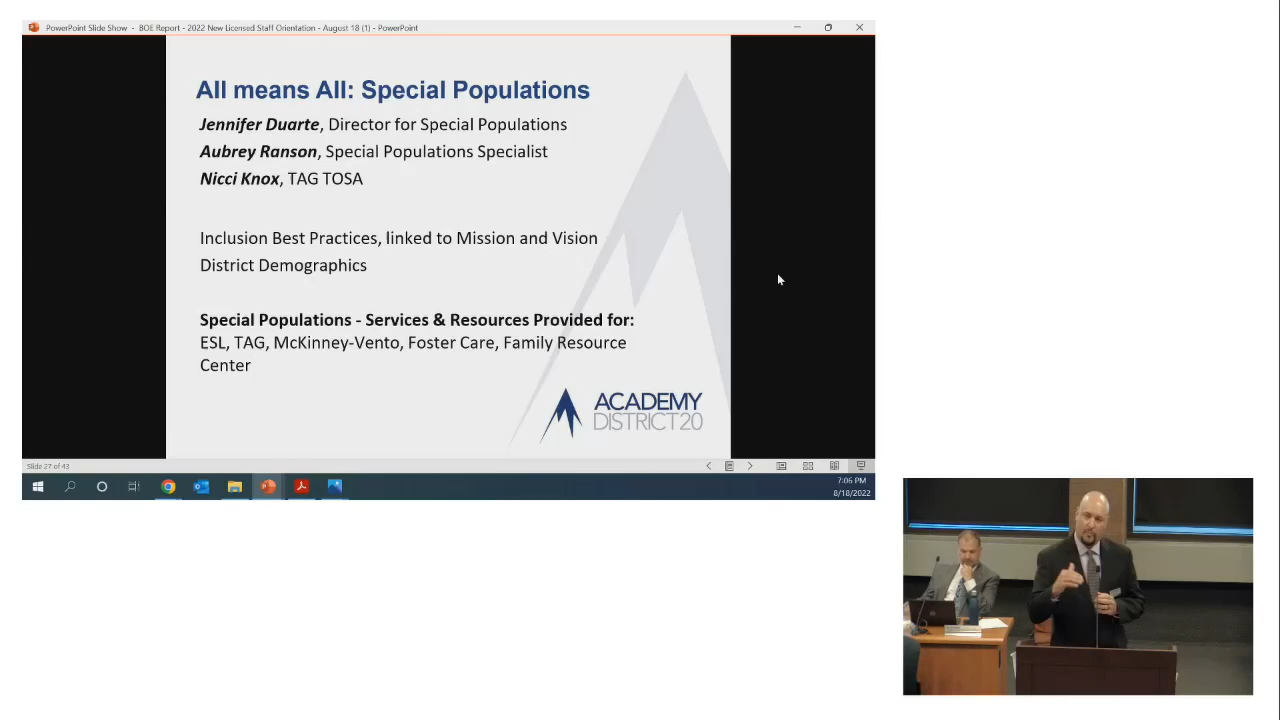 PowerPoint Slide Show - BOE Report - 2022 New Licensed Staff Orientation - August 18 (1) - PowerPoint
All means All: Special Populations
Jennifer Duarte, Director for Special Populations
Aubrey Ranson, Special Populations Specialist
Nicci Knox, TAG TOSA
Inclusion Best Practices, linked to Mission and Vision
District Demographics
Special Populations - Services & Resources Provided for:
ESL, TAG, McKinney-Vento, Foster Care, Family Resource
Center
ACADEMY
DISTRICT20
Slide 27 of 43
7:06 PM
8/18/2022